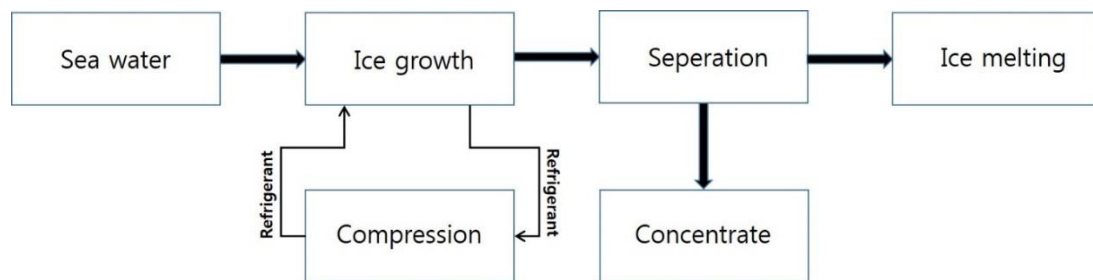 Sea water
Ice growth
Seperation
Ice melting
Refrigerant
Refrigerant
Compression
Concentrate